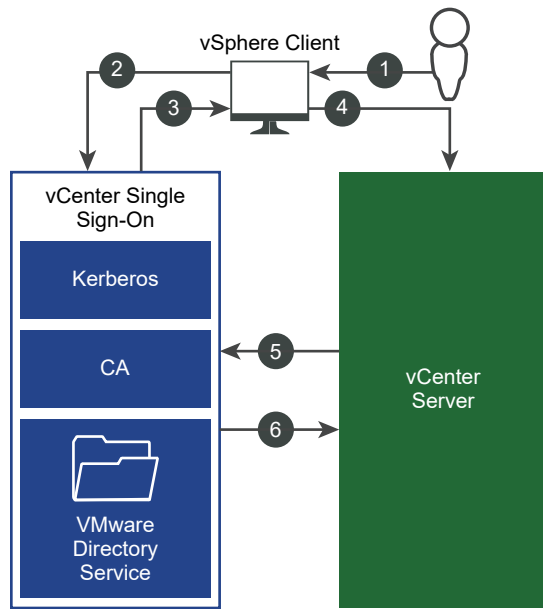 vSphere Client
1
2
3
4
vCenter Single
Sign-On
Kerberos
CA
VMware
Directory
Service
5
6
vCenter
Server